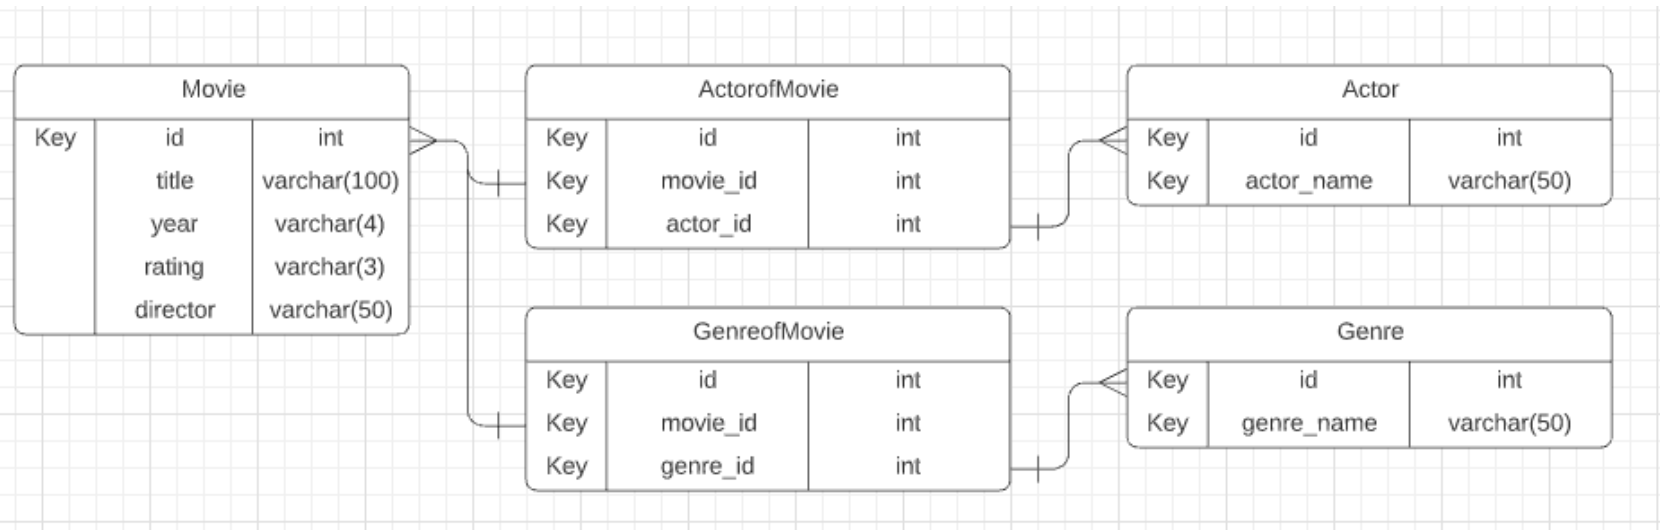 Movie
Key id int
title varchar(100)
year varchar(4)
rating varchar(3)
director varchar(50)
ActorofMovie
Key id int
Key movie_id int
Key actor_id int
Actor
Key id int
Key actor_name varchar(50)
GenreofMovie
Key id int
Key movie_id int
Key genre_id int
Genre
Key id int
Key genre_name varchar(50)